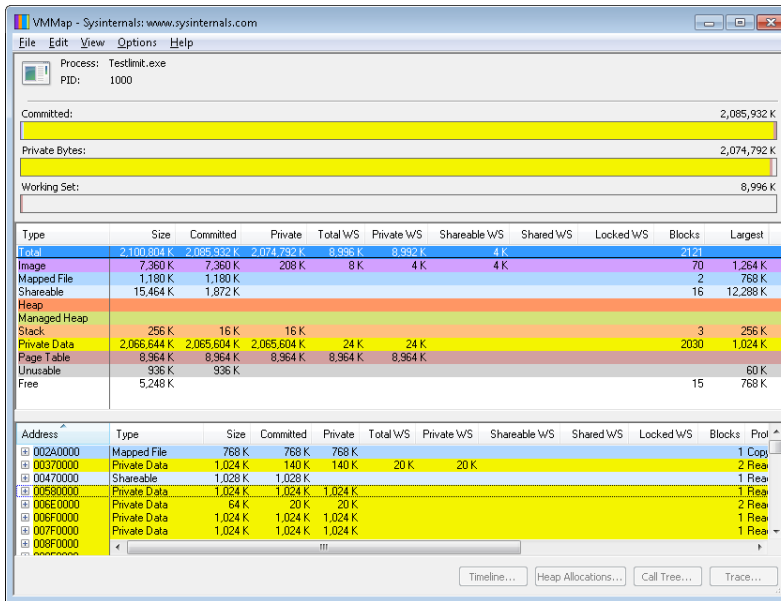 VMMap - Sysinternals: www.sysinternals.com
File Edit View Options Help
Process: Testlimit.exe
PID: 1000
Committed: 2,085,932 K
Private Bytes: 2,074,792 K
Working Set: 8,996 K
Type Size Committed Private Total WS Private WS Shareable WS Shared WS Locked WS Blocks Largest
Total 2,100,804 K 2,085,932 K 2,074,792 K 8,996 K 8,992 K 4 K 2121
Image 7,360 K 7,360 K 208 K 8 K 4 K 4 K 70 1,264 K
Mapped File 1,180 K 1,180 K 2 768 K
Shareable 15,464 K 1,872 K 16 12,288 K
Heap
Managed Heap
Stack 256 K 16 K 16 K 3 256 K
Private Data 2,066,644 K 2,065,604 K 2,065,604 K 24 K 24 K 2030 1,024 K
Page Table 8,964 K 8,964 K 8,964 K 8,964 K 8,964 K
Unusable 936 K 936 K 60 K
Free 5,248 K 15 768 K
Address Type Size Committed Private Total WS Private WS Shareable WS Shared WS Locked WS Blocks Prot
002A0000 Mapped File 768 K 768 K 768 K 1 Copy
00370000 Private Data 1,024 K 140 K 140 K 20 K 20 K 2 Read
00470000 Shareable 1,028 K 1,028 K 1 Read
00580000 Private Data 1,024 K 1,024 K 1,024 K 1 Read
006E0000 Private Data 64 K 20 K 20 K 2 Read
006F0000 Private Data 1,024 K 1,024 K 1,024 K 1 Read
007F0000 Private Data 1,024 K 1,024 K 1,024 K 1 Read
008F0000
Timeline... Heap Allocations... Call Tree... Trace...